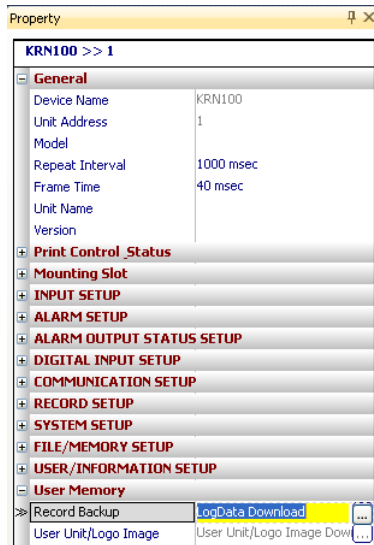 Property
KRN100 >> 1
General
Device Name KRN100
Unit Address 1
Model
Repeat Interval 1000 msec
Frame Time 40 msec
Unit Name
Version
Print Control_Status
Mounting Slot
INPUT SETUP
ALARM SETUP
ALARM OUTPUT STATUS SETUP
DIGITAL INPUT SETUP
COMMUNICATION SETUP
RECORD SETUP
SYSTEM SETUP
FILE/MEMORY SETUP
USER/INFORMATION SETUP
User Memory
Record Backup LogData Download ...
User Unit/Logo Image User Unit/Logo Image Dow ...